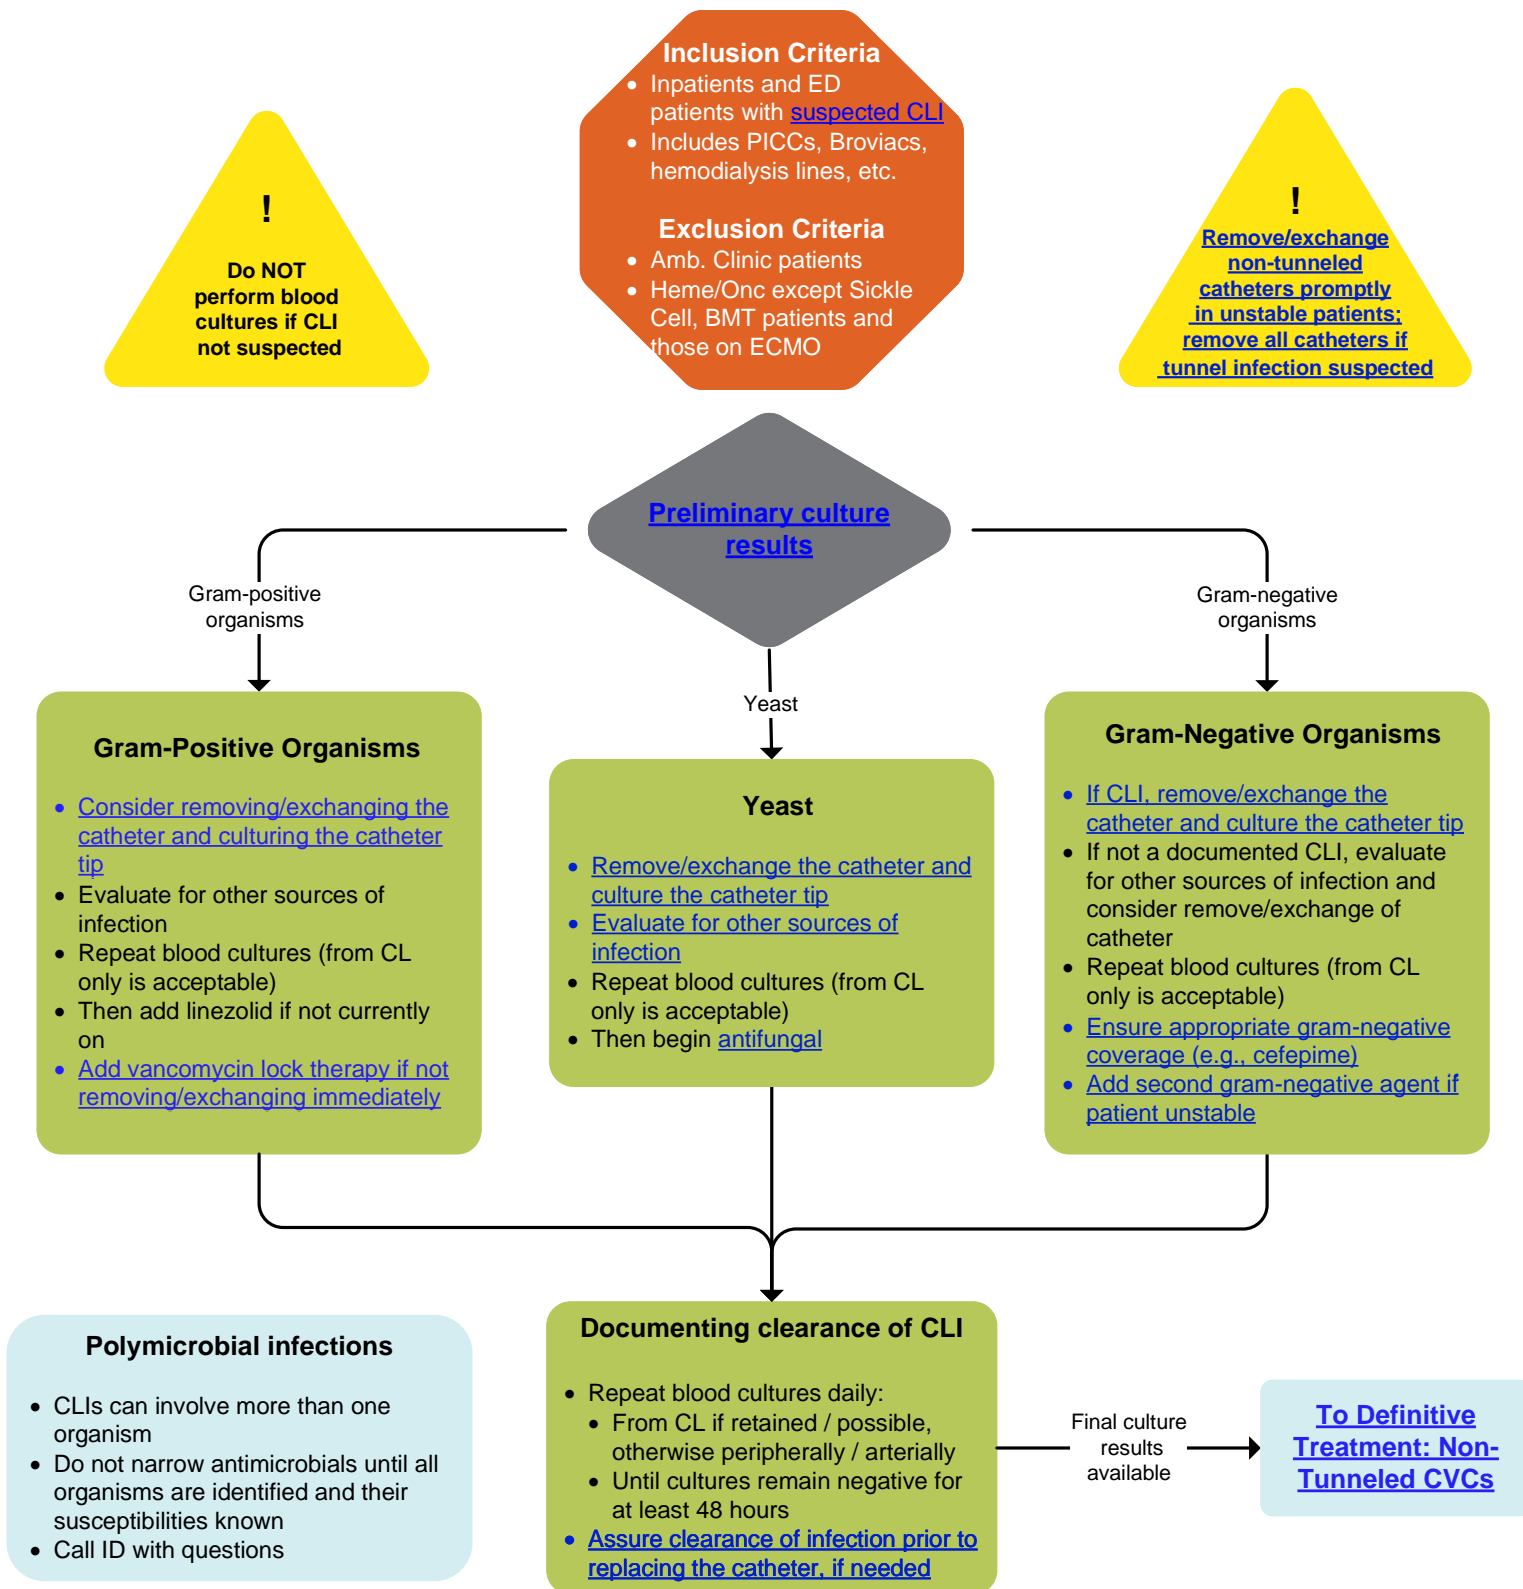 Inclusion Criteria
• Inpatients and ED
patients with suspected CLI
• Includes PICCs, Broviacs,
hemodialysis lines, etc.
Exclusion Criteria
• Amb. Clinic patients
• Heme/Onc except Sickle
Cell, BMT patients and
those on ECMO
!
Do NOT
perform blood
cultures if CLI
not suspected
!
Remove/exchange
non-tunneled
catheters promptly
in unstable patients;
remove all catheters if
tunnel infection suspected
Preliminary culture
results
Gram-positive
organisms
Yeast
Gram-negative
organisms
Gram-Positive Organisms
• Consider removing/exchanging the
catheter and culturing the catheter
tip
• Evaluate for other sources of
infection
• Repeat blood cultures (from CL
only is acceptable)
• Then add linezolid if not currently
on
• Add vancomycin lock therapy if not
removing/exchanging immediately
Yeast
• Remove/exchange the catheter and
culture the catheter tip
• Evaluate for other sources of
infection
• Repeat blood cultures (from CL
only is acceptable)
• Then begin antifungal
Gram-Negative Organisms
• If CLI, remove/exchange the
catheter and culture the catheter tip
• If not a documented CLI, evaluate
for other sources of infection and
consider remove/exchange of
catheter
• Repeat blood cultures (from CL
only is acceptable)
• Ensure appropriate gram-negative
coverage (e.g., cefepime)
• Add second gram-negative agent if
patient unstable
Polymicrobial infections
• CLIs can involve more than one
organism
• Do not narrow antimicrobials until all
organisms are identified and their
susceptibilities known
• Call ID with questions
Documenting clearance of CLI
• Repeat blood cultures daily:
• From CL if retained / possible,
otherwise peripherally / arterially
• Until cultures remain negative for
at least 48 hours
• Assure clearance of infection prior to
replacing the catheter, if needed
Final culture
results
available
To Definitive
Treatment: Non-
Tunneled CVCs